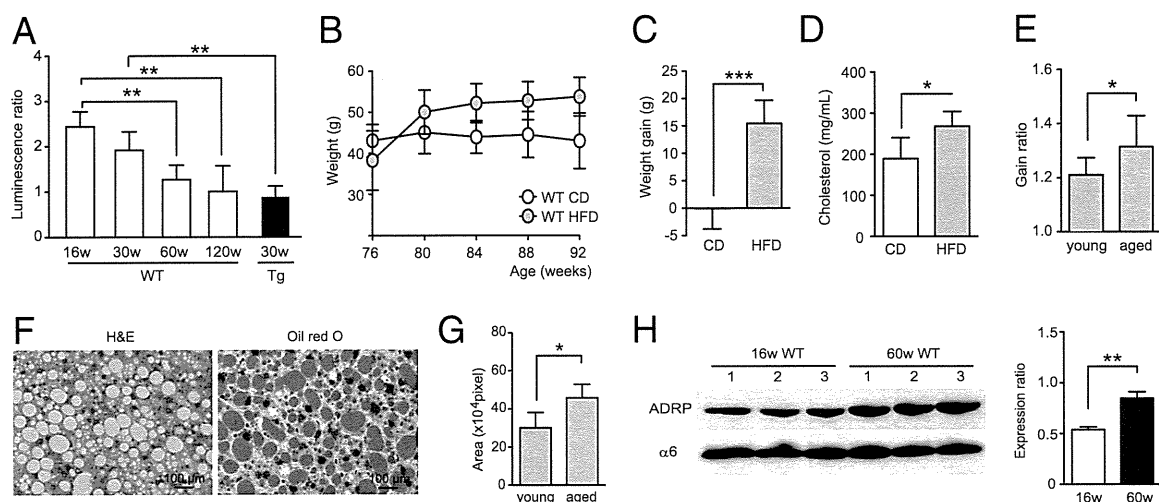 A
Luminescence ratio
4
3
2
1
0
**
**
**
16w 30w 60w 120w 30w
WT Tg
B
Weight (g)
60
50
40
30
WT CD
WT HFD
76 80 84 88 92
Age (weeks)
C
Weight gain (g)
25
20
15
10
5
0
-5
***
CD HFD
D
Cholesterol (mg/mL)
400
300
200
100
0
*
CD HFD
E
Gain ratio
1.6
1.4
1.2
1.0
*
young aged
F
H&E Oil red O
100 μm 100 μm
G
Area (x10⁴pixel)
80
60
40
20
0
*
young aged
H
16w WT 60w WT
1 2 3 1 2 3
ADRP
α6
Expression ratio
1.5
1.0
0.5
0
**
16w 60w